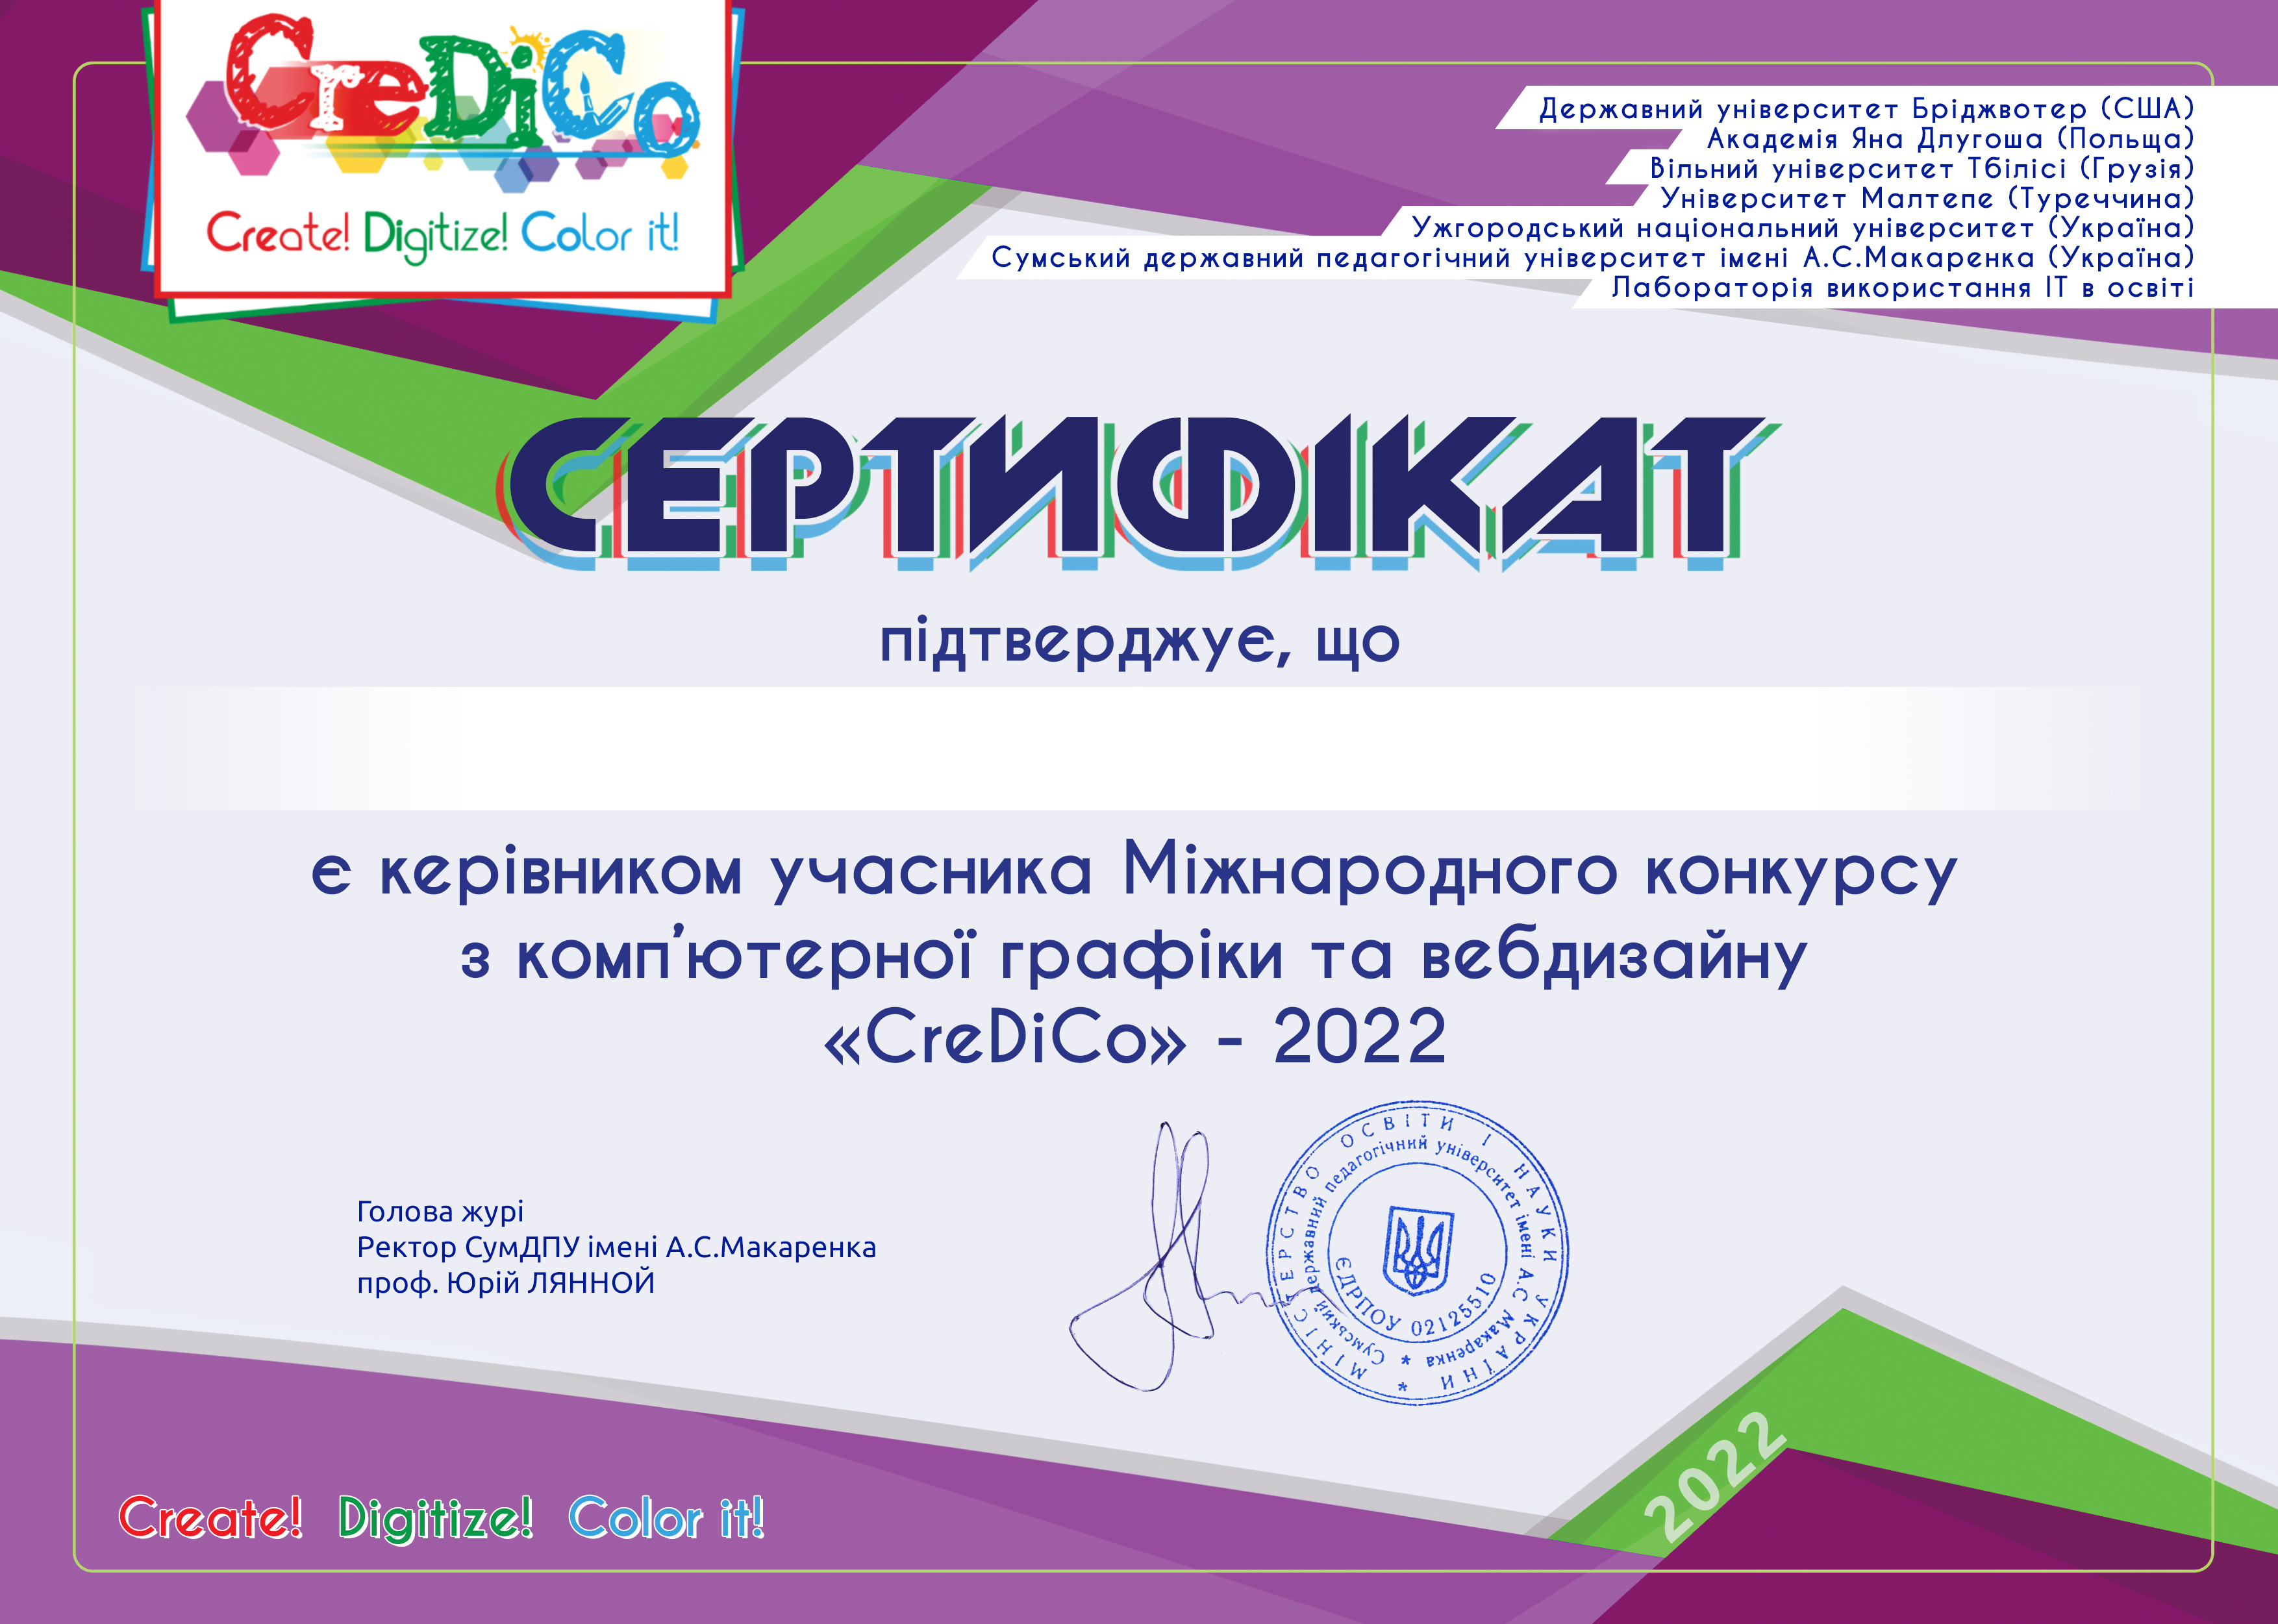 CreDiCo
Create! Digitize! Color it!
Державний університет Бріджвотер (США)
Академія Яна Длугоша (Польща)
Вільний університет Тбілісі (Грузія)
Університет Малтепе (Туреччина)
Ужгородський національний університет (Україна)
Сумський державний педагогічний університет імені А.С.Макаренка (Україна)
Лабораторія використання ІТ в освіті
СЕРТИФІКАТ
підтверджує, що
є керівником учасника Міжнародного конкурсу
з комп’ютерної графіки та вебдизайну
«CreDiCo» - 2022
Голова журі
Ректор СумДПУ імені А.С.Макаренка
проф. Юрій ЛЯННОЙ
МІНІСТЕРСТВО ОСВІТИ І НАУКИ УКРАЇНИ *
Сумський державний педагогічний університет імені А.С Макаренка *
ЄДРПОУ 02125510
2022
Create! Digitize! Color it!